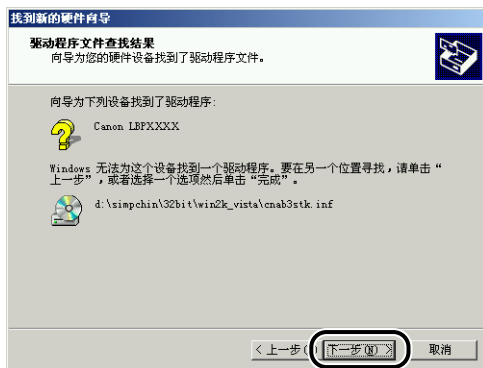 找到新的硬件向导
驱动程序文件查找结果
向导为您的硬件设备找到了驱动程序文件。
向导为下列设备找到了驱动程序:
Canon LBPXXXX
Windows 无法为这个设备找到一个驱动程序。要在另一个位置寻找，请单击“
上一步”，或者选择一个选项然后单击“完成”。
d:\simpchin\32bit\win2k_vista\cnab3stk.inf
< 上一步( 下一步(N) > 取消